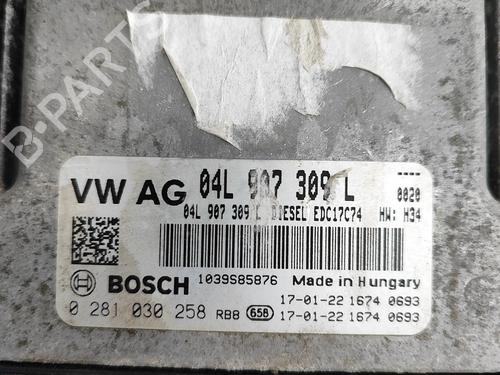 B-PARTS
VW AG 04L 907 309 L
0020
04L 907 309 L DIESEL EDC17C74 HW: H34
BOSCH 1039S85876 Made in Hungary
0 281 030 258 RB8 658 17-01-22 1674 0693
17-01-22 1674 0693